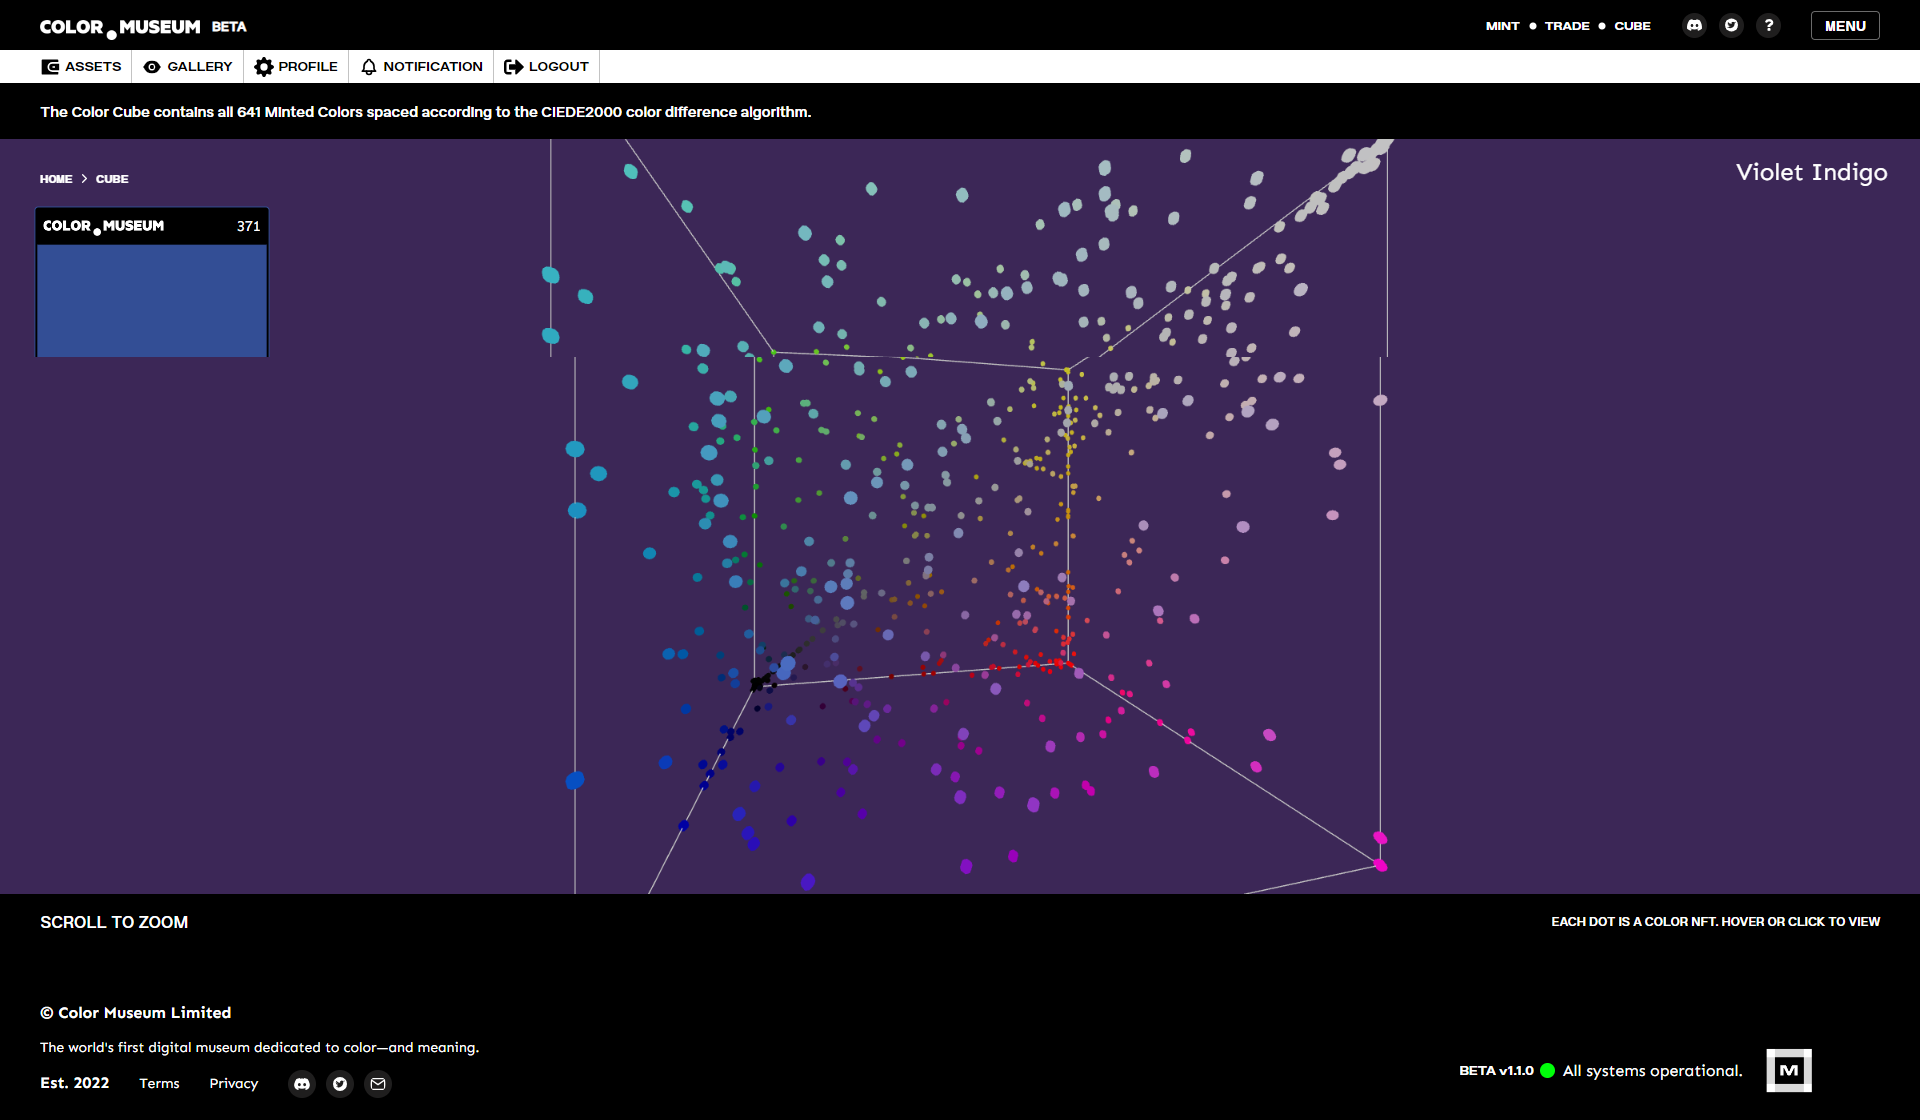 COLOR.MUSEUM BETA
MINT • TRADE • CUBE ? MENU
ASSETS GALLERY PROFILE NOTIFICATION LOGOUT
The Color Cube contains all 641 Minted Colors spaced according to the CIEDE2000 color difference algorithm.
HOME > CUBE
Violet Indigo
COLOR.MUSEUM 371
SCROLL TO ZOOM
EACH DOT IS A COLOR NFT. HOVER OR CLICK TO VIEW
© Color Museum Limited
The world's first digital museum dedicated to color—and meaning.
Est. 2022 Terms Privacy
BETA v1.1.0 All systems operational.
M